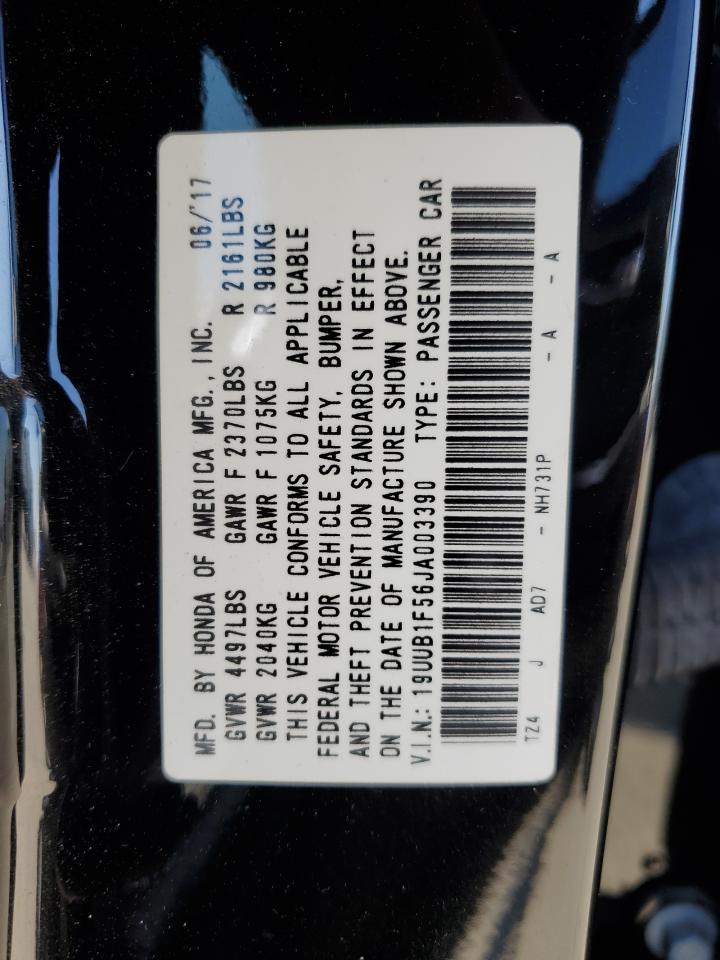 MFD. BY HONDA OF AMERICA MFG., INC. 06/'17
GVWR 4497LBS GAWR F 2370LBS R 2161LBS
GVWR 2040KG GAWR F 1075KG R 980KG
THIS VEHICLE CONFORMS TO ALL APPLICABLE
FEDERAL MOTOR VEHICLE SAFETY, BUMPER,
AND THEFT PREVENTION STANDARDS IN EFFECT
ON THE DATE OF MANUFACTURE SHOWN ABOVE.
V.I.N.: 19UUB1F56JA003390 TYPE: PASSENGER CAR
TZ4 J AD7 - NH731P - A - A